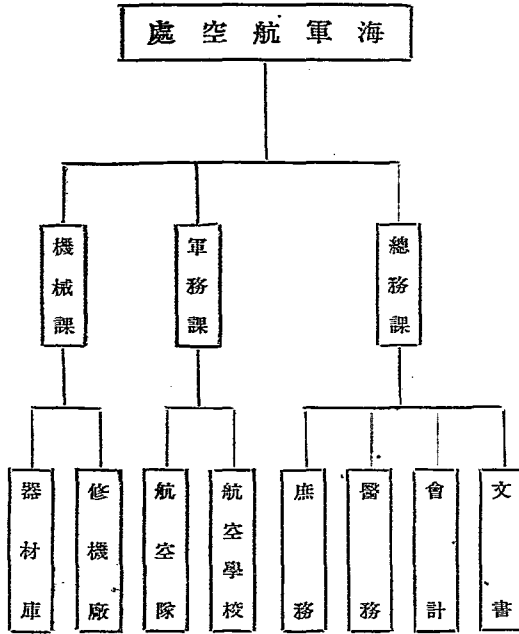 海軍航空處
總務課
軍務課
機械課
文書
會計
醫務
庶務
航空學校
航空隊
修機廠
器材庫